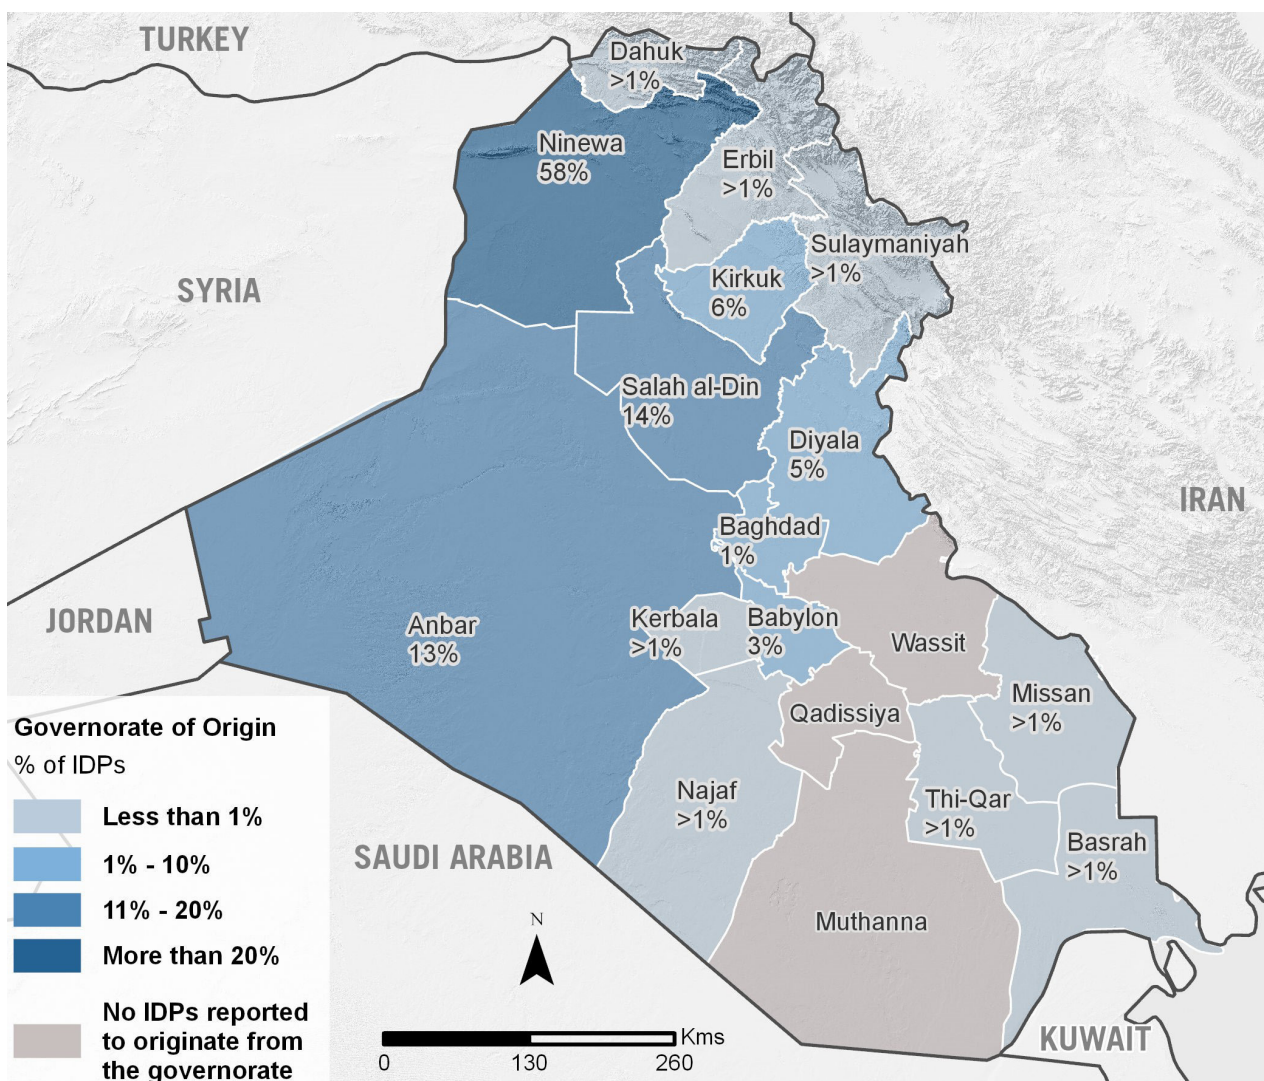 TURKEY
Dahuk
>1%
Ninewa
58%
Erbil
>1%
Sulaymaniyah
>1%
SYRIA
Kirkuk
6%
Salah al-Din
14%
Diyala
5%
IRAN
Baghdad
1%
JORDAN
Anbar
13%
Kerbala
>1%
Babylon
3%
Wassit
Missan
>1%
Qadissiya
Najaf
>1%
Thi-Qar
>1%
Basrah
>1%
SAUDI ARABIA
Muthanna
KUWAIT
Governorate of Origin
% of IDPs
Less than 1%
1% - 10%
11% - 20%
More than 20%
No IDPs reported
to originate from
the governorate
N
Kms
0 130 260